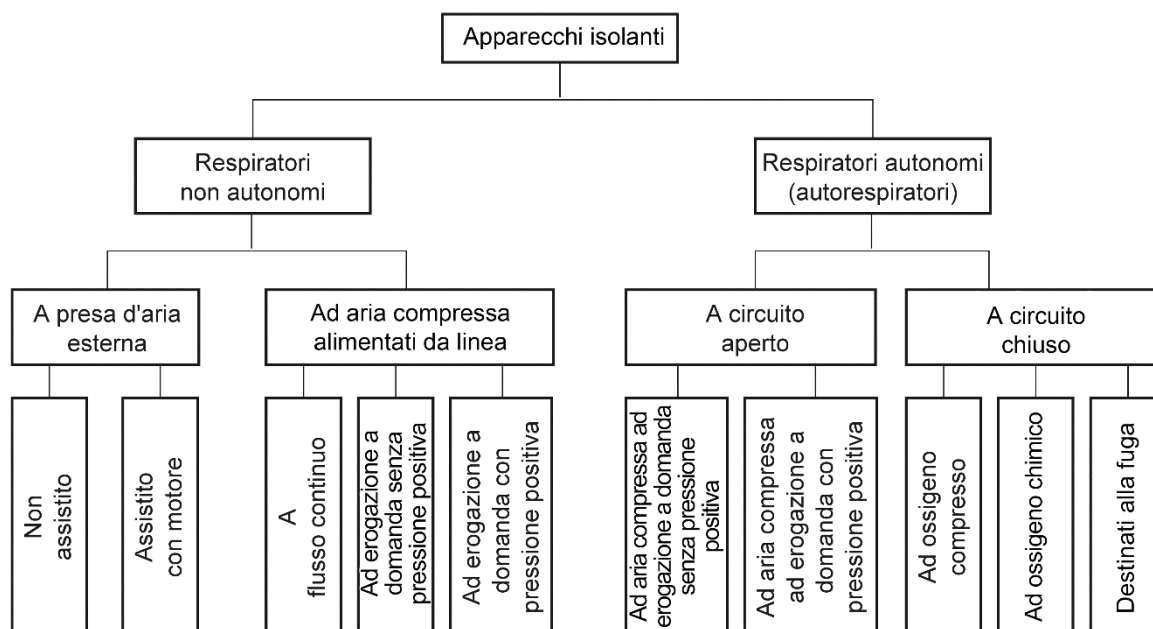 Apparecchi isolanti
Respiratori
non autonomi
Respiratori autonomi
(autorespiratori)
A presa d'aria
esterna
Ad aria compressa
alimentati da linea
A circuito
aperto
A circuito
chiuso
Non
assistito
Assistito
con motore
A
flusso continuo
Ad erogazione a
domanda senza
pressione positiva
Ad erogazione a
domanda con
pressione positiva
Ad aria compressa ad
erogazione a domanda
senza pressione
positiva
Ad aria compressa
ad erogazione a
domanda con
pressione positiva
Ad ossigeno
compresso
Ad ossigeno chimico
Destinati alla fuga